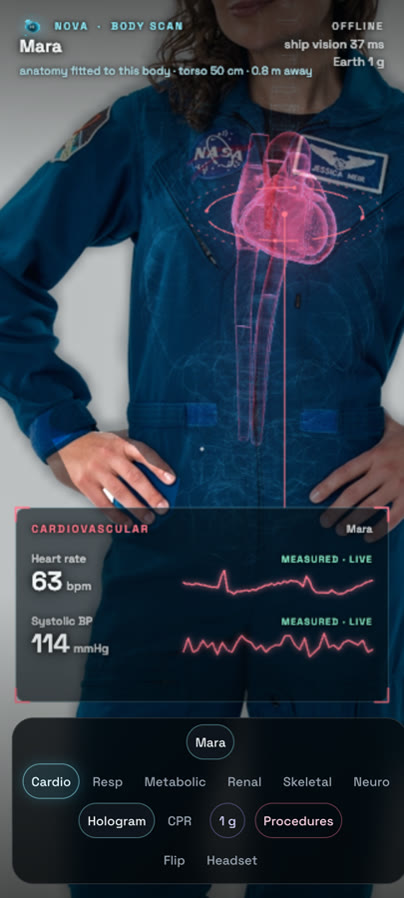 NOVA · BODY SCAN
OFFLINE
Mara
ship vision 37 ms
Earth 1 g
anatomy fitted to this body · torso 50 cm · 0.8 m away
NASA
JESSICA MEIR
CARDIOVASCULAR
Mara
Heart rate
MEASURED · LIVE
63 bpm
Systolic BP
MEASURED · LIVE
114 mmHg
Mara
Cardio Resp Metabolic Renal Skeletal Neuro
Hologram CPR 1 g Procedures
Flip Headset